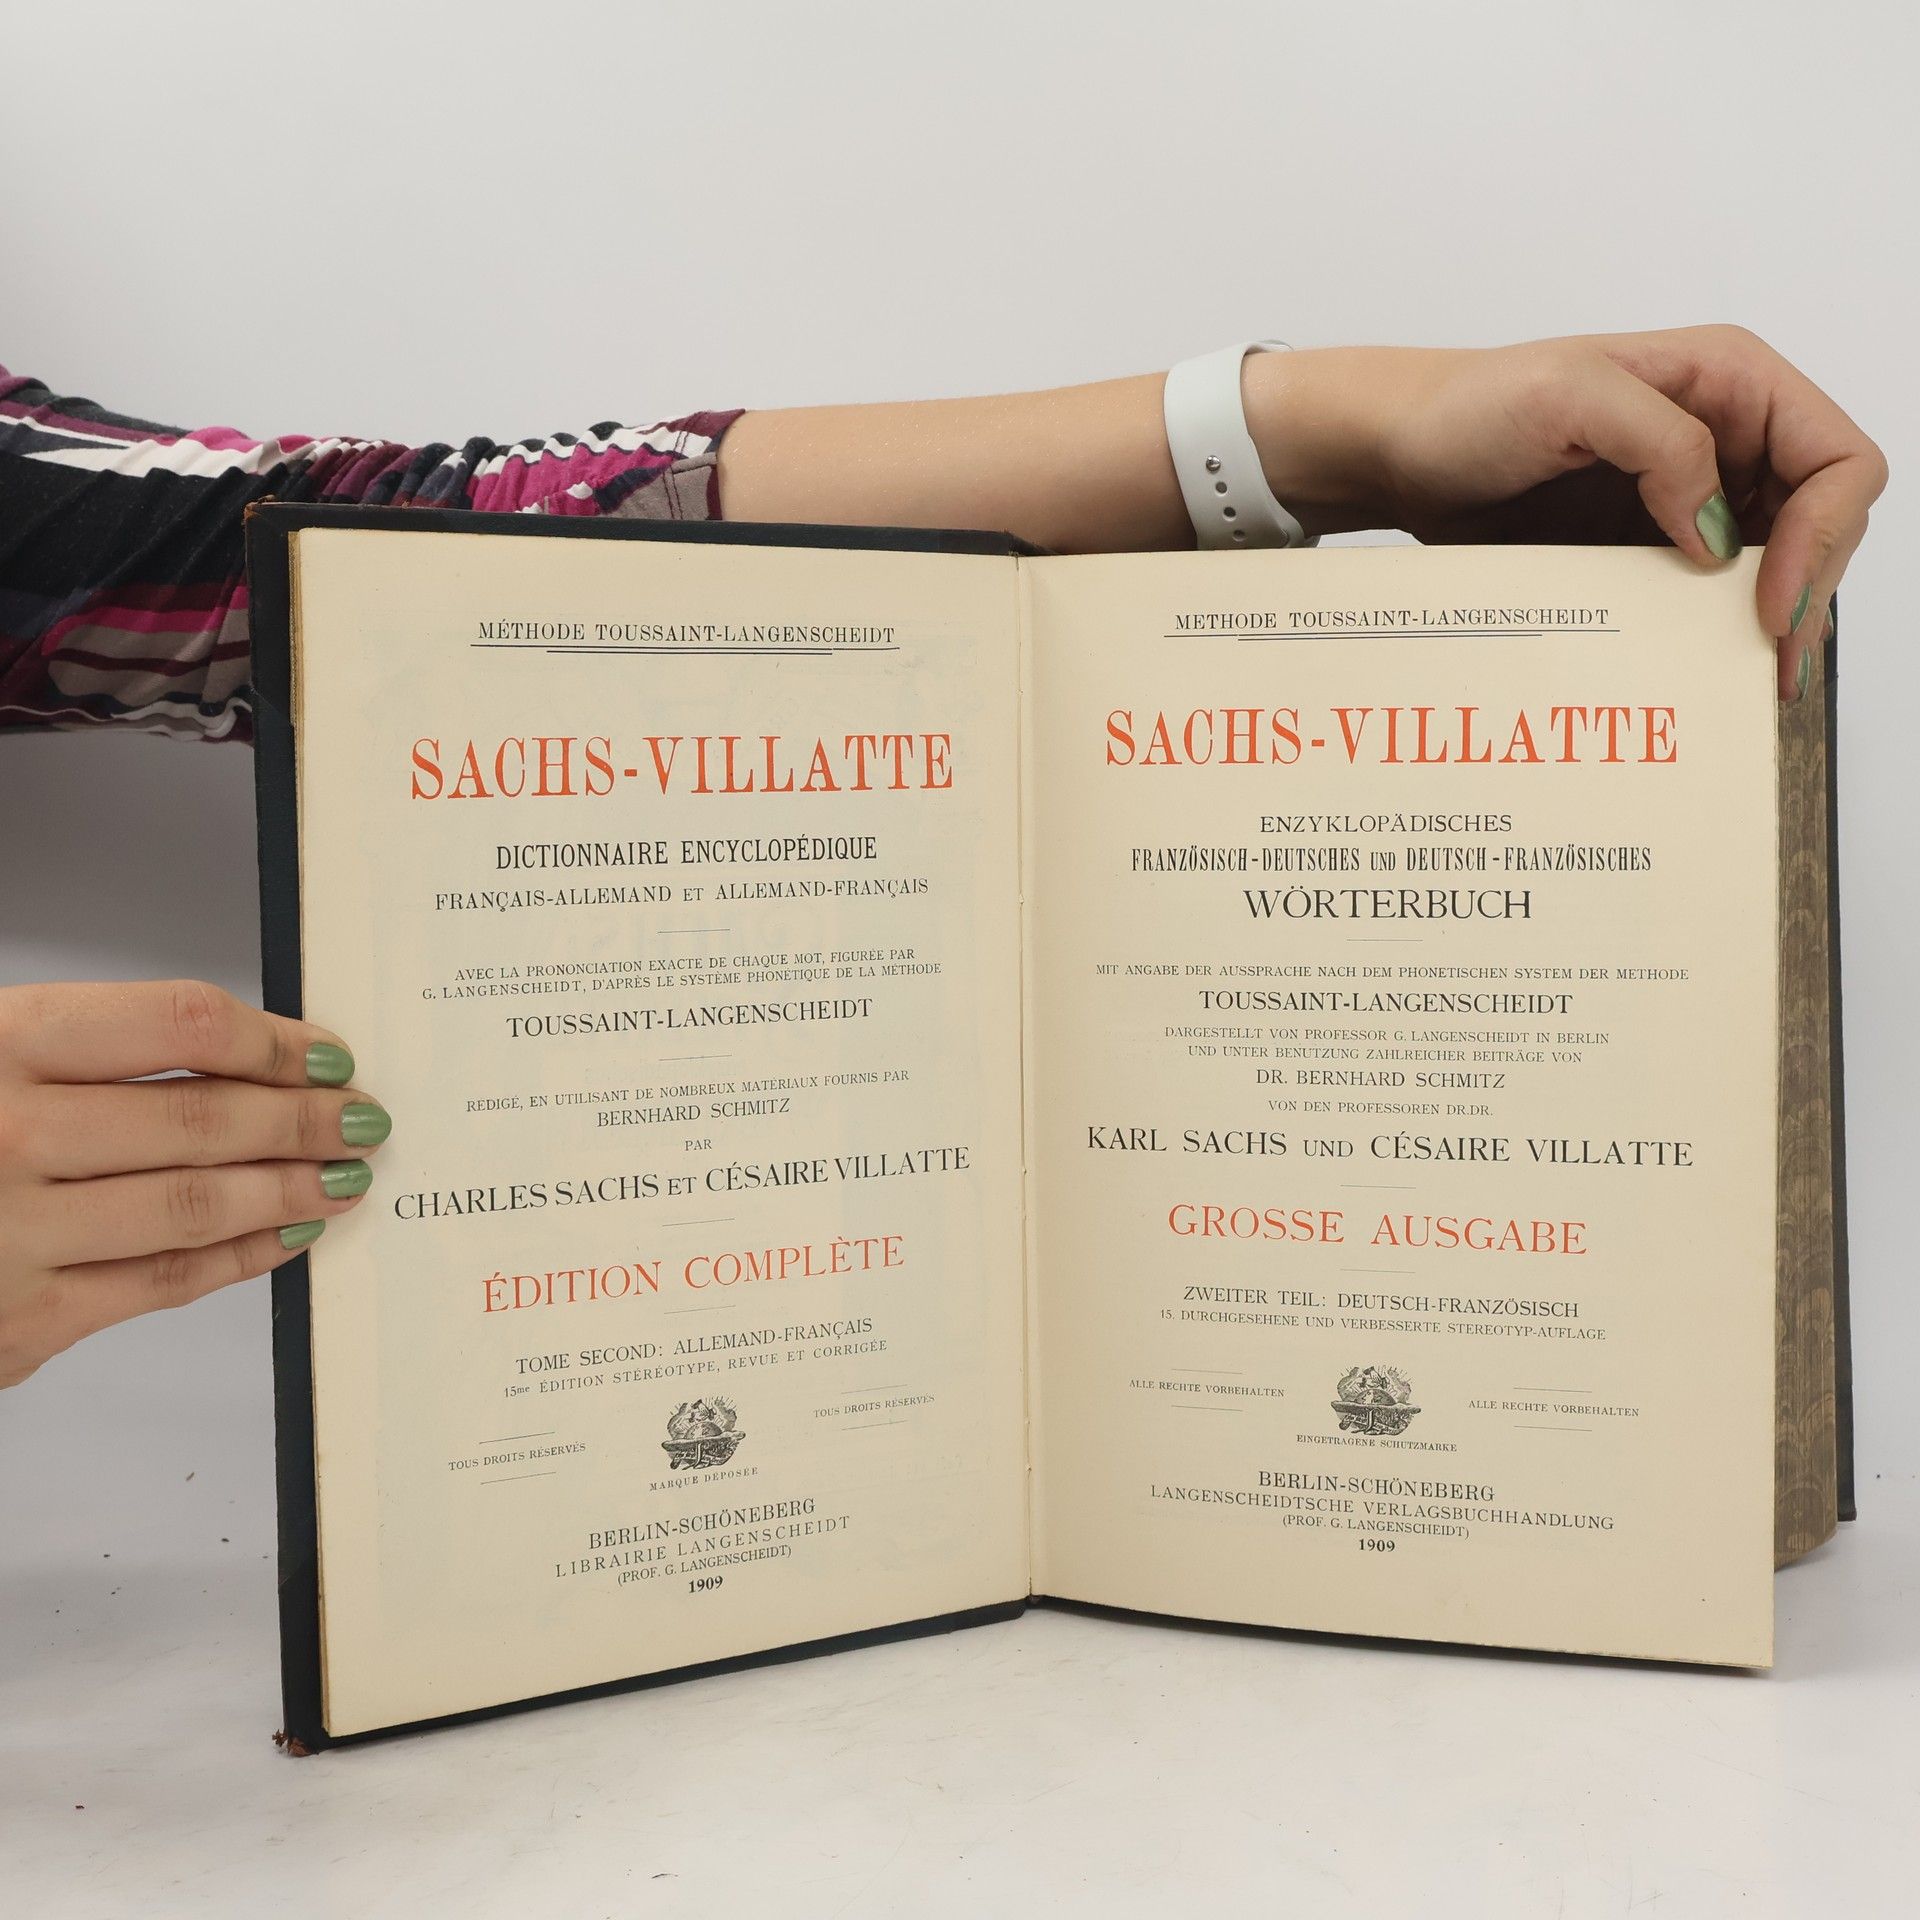 MÉTHODE TOUSSAINT-LANGENSCHEIDT
SACHS-VILLATTE
DICTIONNAIRE ENCYCLOPÉDIQUE
FRANÇAIS-ALLEMAND ET ALLEMAND-FRANÇAIS
AVEC LA PRONONCIATION EXACTE DE CHAQUE MOT, FIGURÉE PAR
G. LANGENSCHEIDT, D'APRÈS LE SYSTÈME PHONÉTIQUE DE LA MÉTHODE
TOUSSAINT-LANGENSCHEIDT
REDIGÉ, EN UTILISANT DE NOMBREUX MATÉRIAUX FOURNIS PAR
BERNHARD SCHMITZ
PAR
CHARLES SACHS ET CÉSAIRE VILLATTE
ÉDITION COMPLÈTE
TOME SECOND: ALLEMAND-FRANÇAIS
15me ÉDITION STÉRÉOTYPE, REVUE ET CORRIGÉE
TOUS DROITS RÉSERVÉS
TOUS DROITS RÉSERVÉS
MARQUE DÉPOSÉE
BERLIN-SCHÖNEBERG
LIBRAIRIE LANGENSCHEIDT
(PROF. G. LANGENSCHEIDT)
1909
METHODE TOUSSAINT-LANGENSCHEIDT
SACHS-VILLATTE
ENZYKLOPÄDISCHES
FRANZÖSISCH-DEUTSCHES UND DEUTSCH-FRANZÖSISCHES
WÖRTERBUCH
MIT ANGABE DER AUSSPRACHE NACH DEM PHONETISCHEN SYSTEM DER METHODE
TOUSSAINT-LANGENSCHEIDT
DARGESTELLT VON PROFESSOR G. LANGENSCHEIDT IN BERLIN
UND UNTER BENUTZUNG ZAHLREICHER BEITRÄGE VON
DR. BERNHARD SCHMITZ
VON DEN PROFESSOREN DR.DR.
KARL SACHS UND CÉSAIRE VILLATTE
GROSSE AUSGABE
ZWEITER TEIL: DEUTSCH-FRANZÖSISCH
15. DURCHGESEHENE UND VERBESSERTE STEREOTYP-AUFLAGE
ALLE RECHTE VORBEHALTEN
ALLE RECHTE VORBEHALTEN
EINGETRAGENE SCHUTZMARKE
BERLIN-SCHÖNEBERG
LANGENSCHEIDTSCHE VERLAGSBUCHHANDLUNG
(PROF. G. LANGENSCHEIDT)
1909